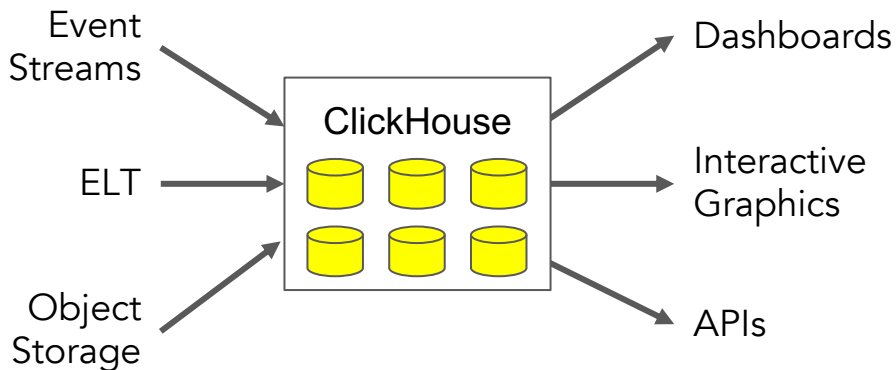 Event
Streams
ELT
Object
Storage
ClickHouse
Dashboards
Interactive
Graphics
APIs